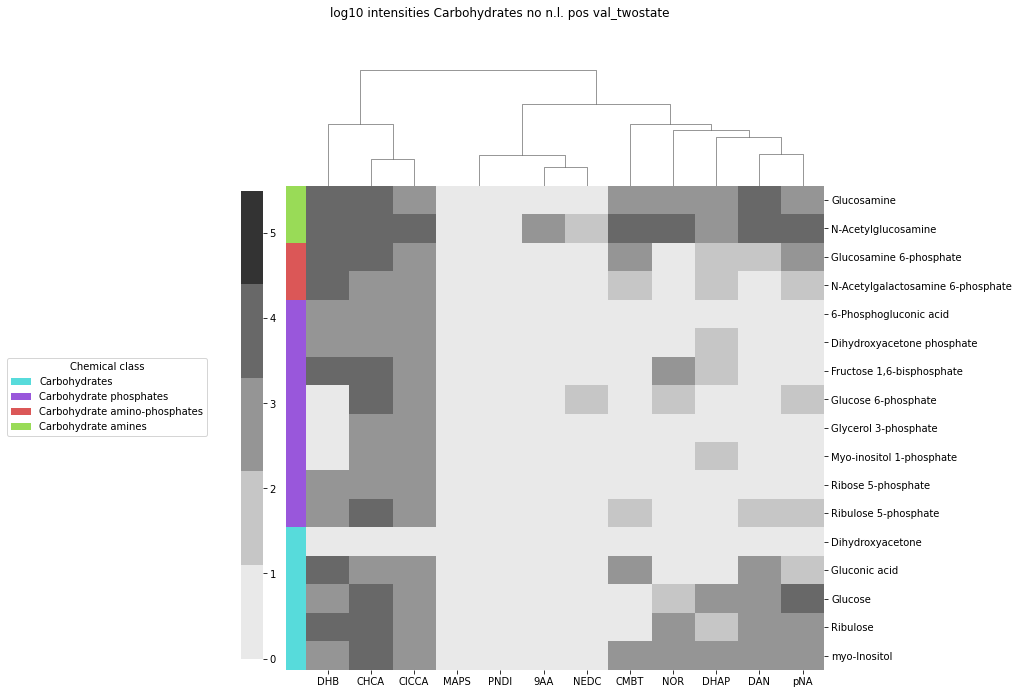 log10 intensities Carbohydrates no n.l. pos val_twostate
5
4
3
2
1
0
Chemical class
Carbohydrates
Carbohydrate phosphates
Carbohydrate amino-phosphates
Carbohydrate amines
Glucosamine
N-Acetylglucosamine
Glucosamine 6-phosphate
N-Acetylgalactosamine 6-phosphate
6-Phosphogluconic acid
Dihydroxyacetone phosphate
Fructose 1,6-bisphosphate
Glucose 6-phosphate
Glycerol 3-phosphate
Myo-inositol 1-phosphate
Ribose 5-phosphate
Ribulose 5-phosphate
Dihydroxyacetone
Gluconic acid
Glucose
Ribulose
myo-Inositol
DHB CHCA ClCCA MAPS PNDI 9AA NEDC CMBT NOR DHAP DAN pNA